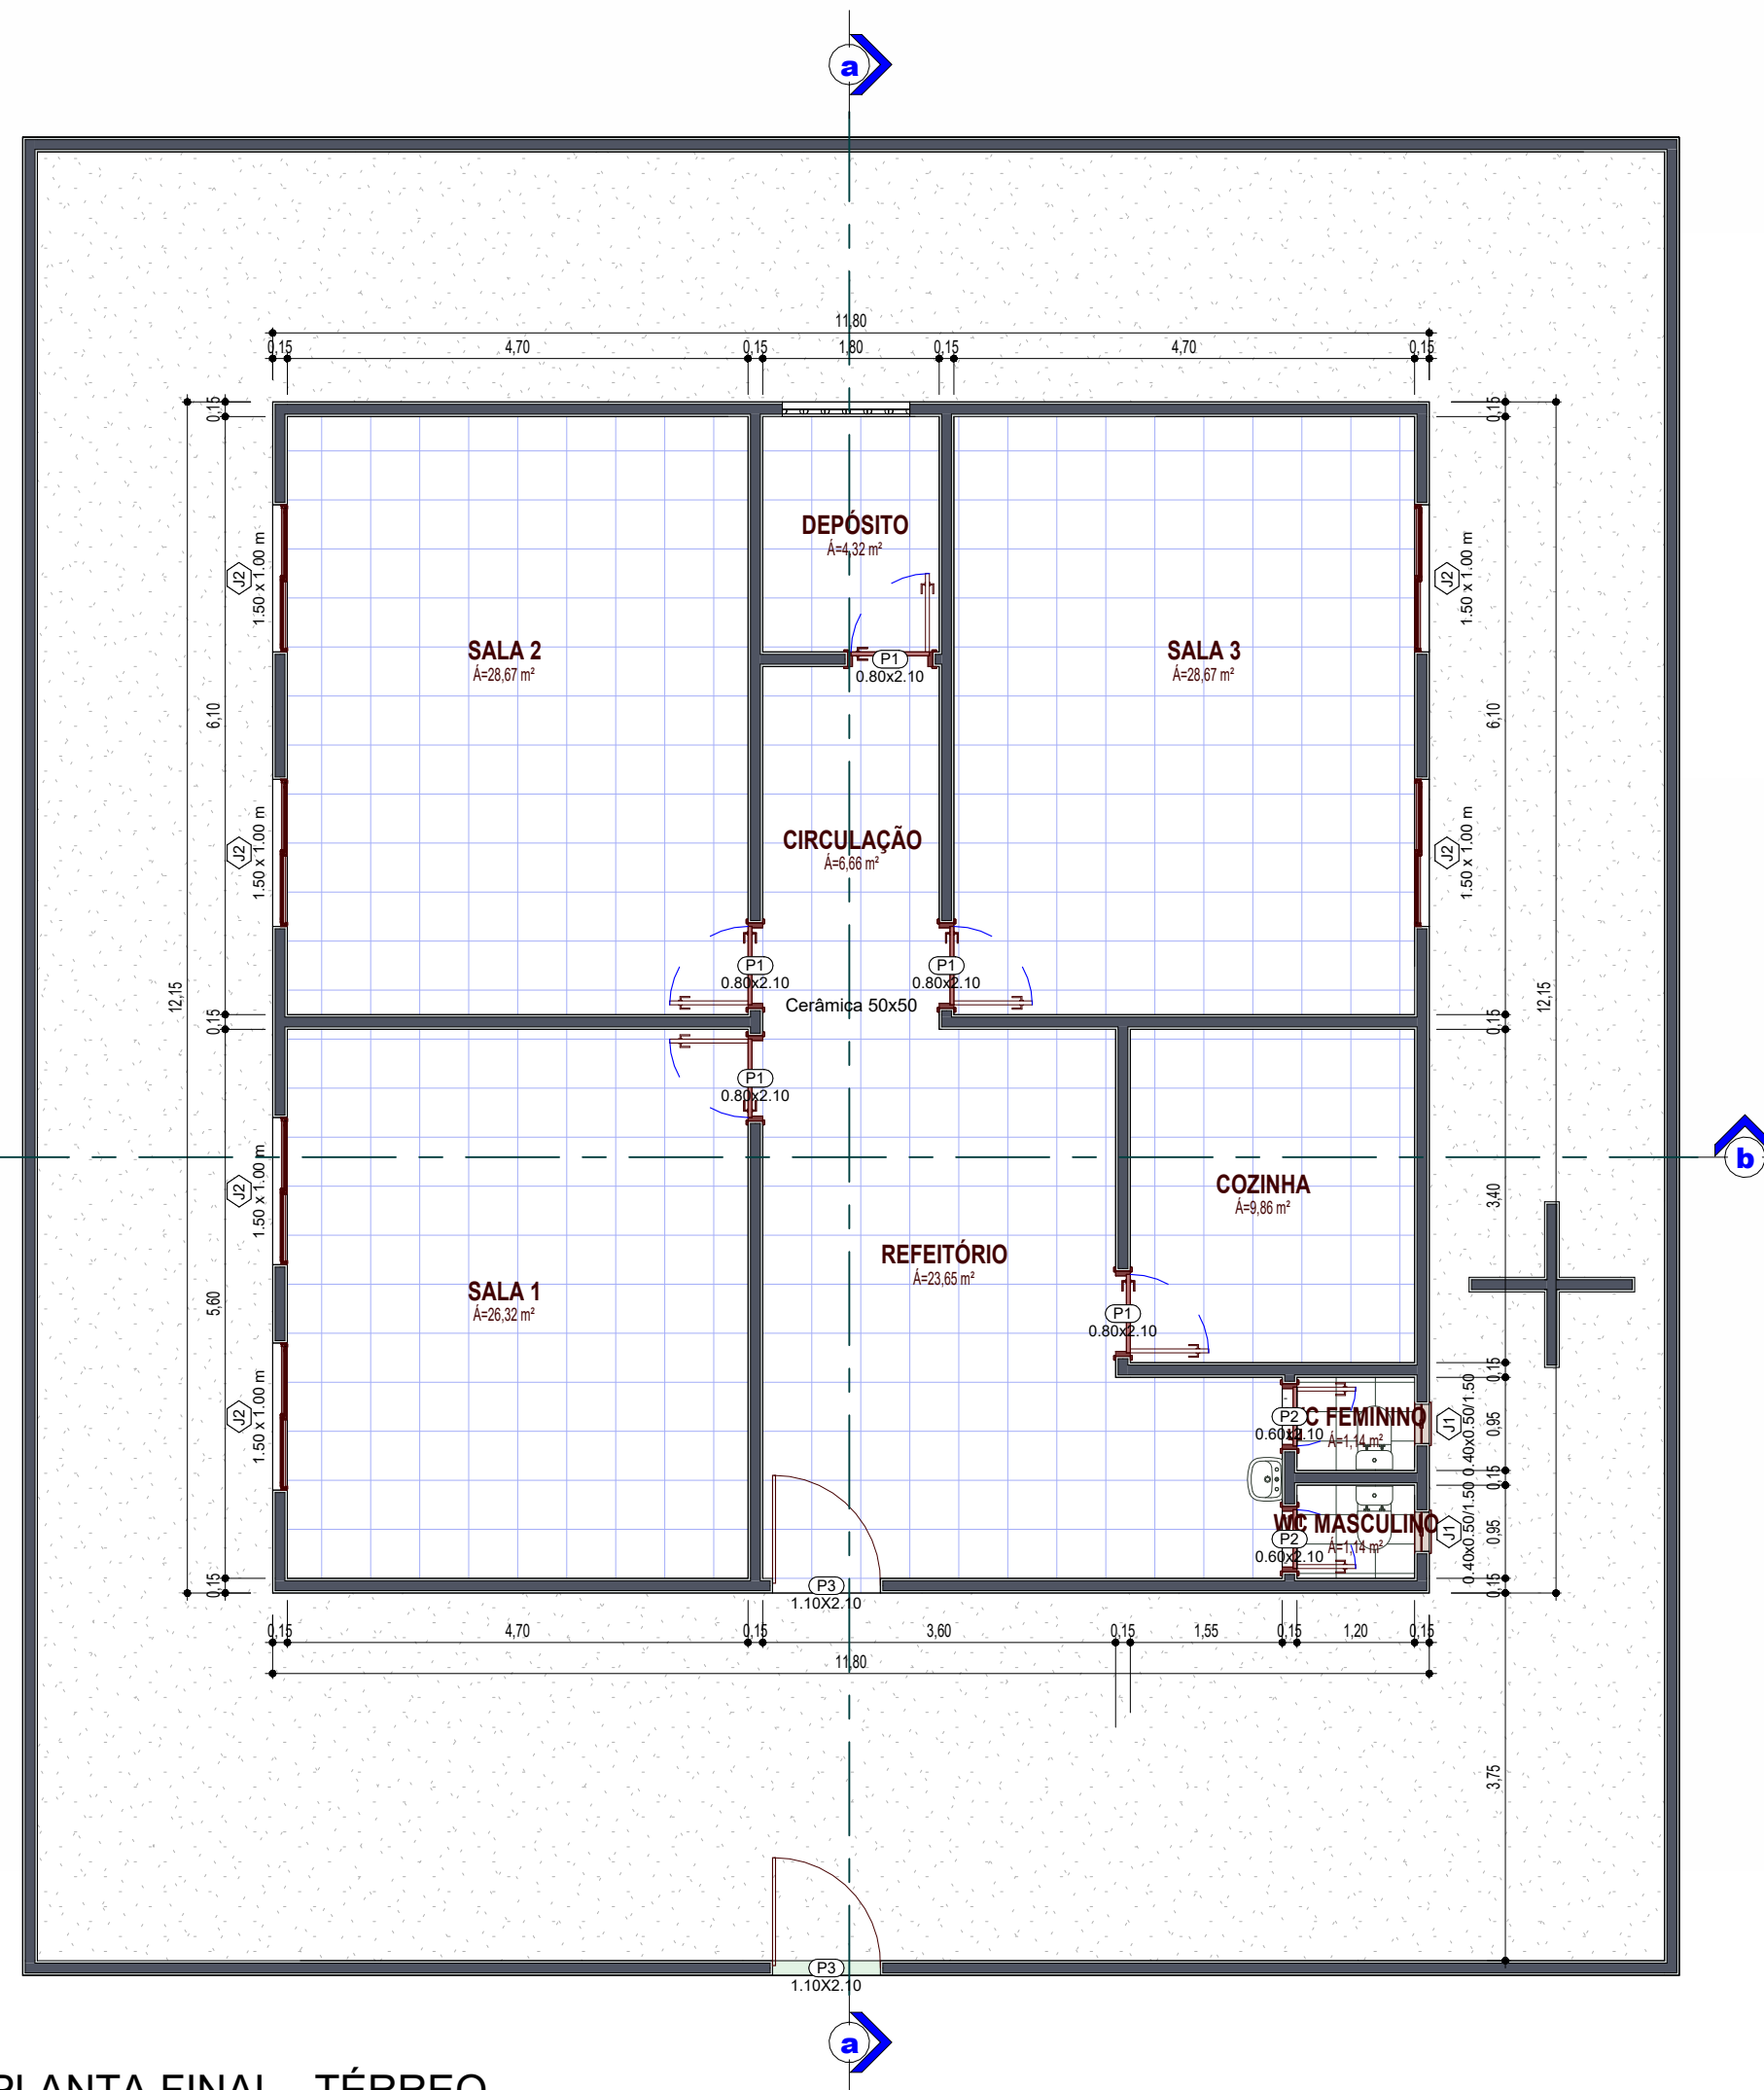 a
11,80
0,15 4,70 0,15 1,80 0,15 4,70 0,15
0,15
0,15
DEPÓSITO
Á=4,32 m²
J2
1.50 x 1.00 m
J2
1.50 x 1.00 m
SALA 2
Á=28,67 m²
P1
0.80x2.10
SALA 3
Á=28,67 m²
6,10
6,10
CIRCULAÇÃO
Á=6,66 m²
J2
1.50 x 1.00 m
J2
1.50 x 1.00 m
P1
0.80x2.10
P1
0.80x2.10
Cerâmica 50x50
12,15
12,15
0,15
0,15
P1
0.80x2.10
b
J2
1.50 x 1.00 m
COZINHA
Á=9,86 m²
3,40
REFEITÓRIO
Á=23,65 m²
SALA 1
Á=26,32 m²
5,60
P1
0.80x2.10
0,15
J2
1.50 x 1.00 m
P2
0.60x2.10
C FEMININO
Á=1,14 m²
J1
0.40x0.50/1.50
0,95
0,15
P2
0.60x2.10
WC MASCULINO
Á=1,14 m²
J1
0.40x0.50/1.50
0,95
0,15
0,15
P3
1.10X2.10
0,15 4,70 0,15 3,60 0,15 1,55 0,15 1,20 0,15
11,80
3,75
P3
1.10X2.10
a
PLANTA FINAL - TÉRREO